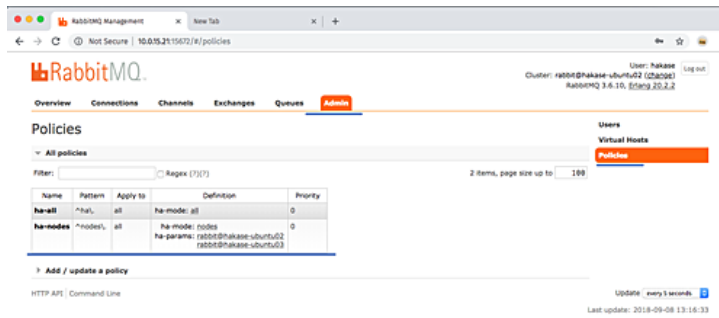 RabbitMQ Management
New Tab
Not Secure | 10.0.15.21:15672/#/policies
RabbitMQ.
User: hakase
Log out
Cluster: rabbit@hakase-ubuntu02 (change)
RabbitMQ 3.6.10, Erlang 20.2.2
Overview Connections Channels Exchanges Queues Admin
Policies
Users
Virtual Hosts
Policies
All policies
Filter: Regex (?)(?) 2 items, page size up to 100
Name Pattern Apply to Definition Priority
ha-all ^ha\. all ha-mode: all 0
ha-nodes ^nodes\. all ha-mode: nodes 0
ha-params: rabbit@hakase-ubuntu02
rabbit@hakase-ubuntu03
Add / update a policy
HTTP API Command Line
Update every 5 seconds
Last update: 2018-09-08 13:16:33